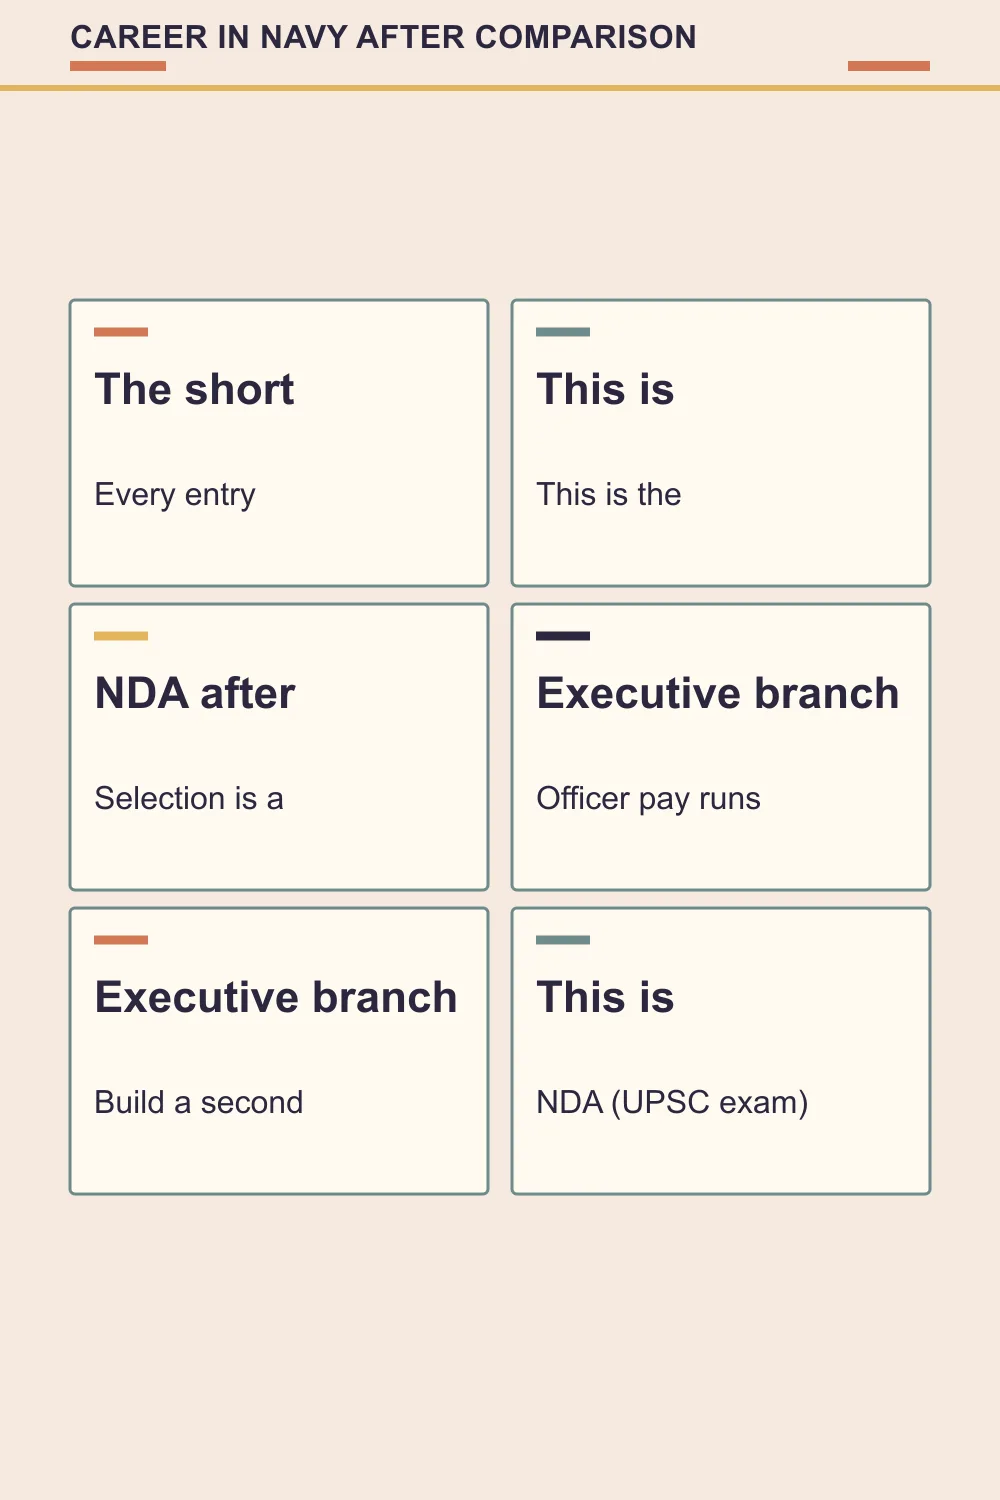 CAREER IN NAVY AFTER COMPARISON
The short
Every entry
This is
This is the
NDA after
Selection is a
Executive branch
Officer pay runs
Executive branch
Build a second
This is
NDA (UPSC exam)